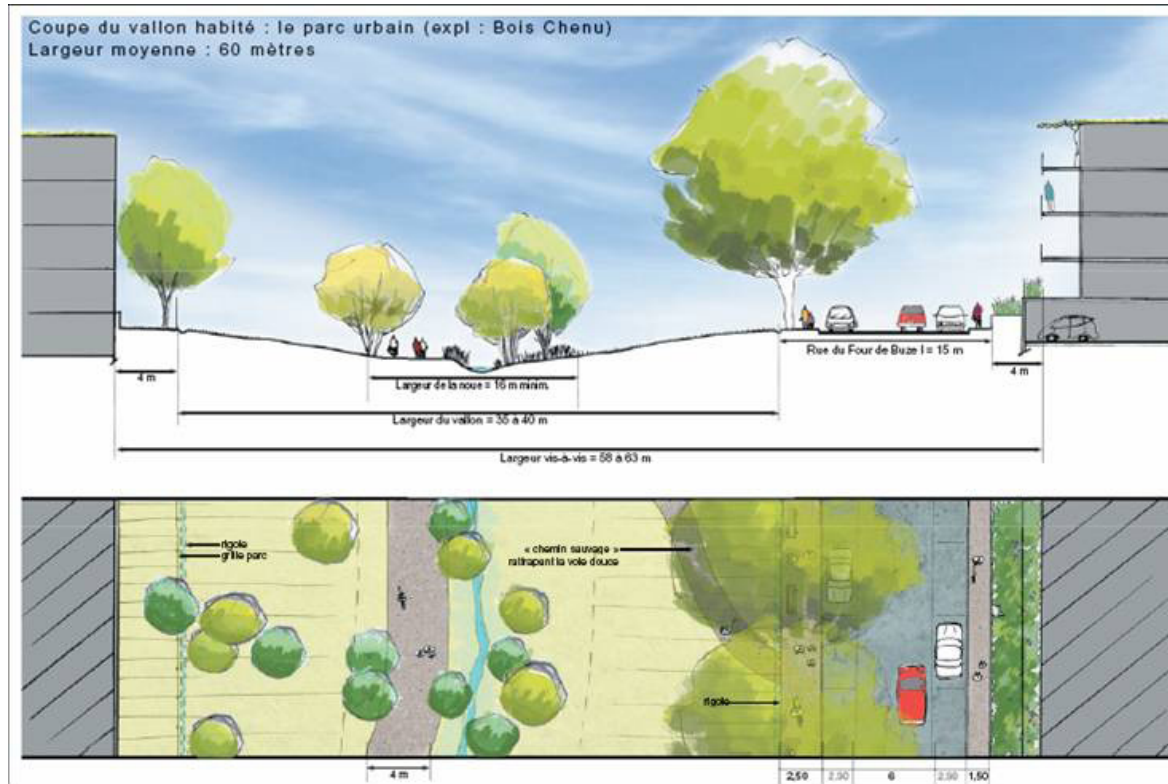 Coupe du vallon habité : le parc urbain (expl : Bois Chenu)
Largeur moyenne : 60 mètres
Rue du Four de Buze l = 15 m
4 m
4 m
Largeur de la noue = 16 m minim.
Largeur du vallon = 35 à 40 m
Largeur vis-à-vis = 58 à 63 m
rigole
grille parc
« chemin sauvage »
rattrapant la voie douce
rigole
4 m
2,50
2,50
6
2,50
1,50